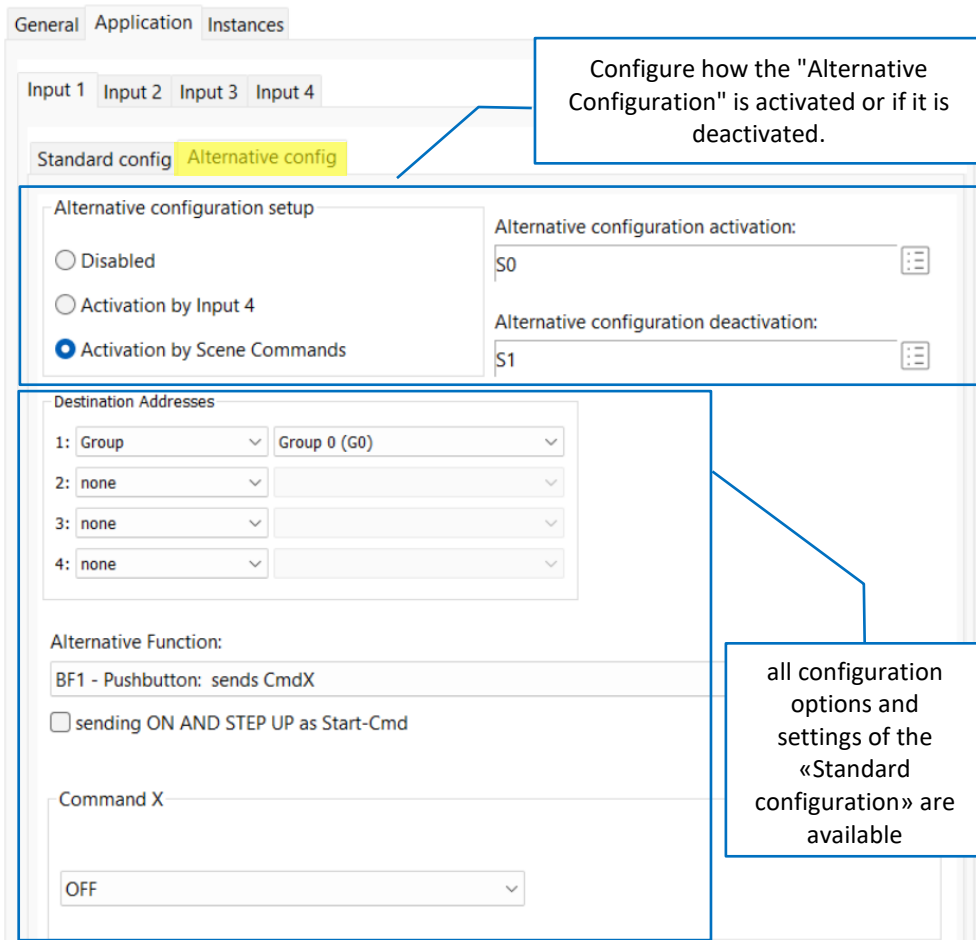 General Application Instances
Configure how the "Alternative
Configuration" is activated or if it is
deactivated.
Input 1 Input 2 Input 3 Input 4
Standard config Alternative config
Alternative configuration setup
Disabled
Activation by Input 4
Activation by Scene Commands
Alternative configuration activation:
S0
Alternative configuration deactivation:
S1
Destination Addresses
1: Group Group 0 (G0)
2: none
3: none
4: none
Alternative Function:
BF1 - Pushbutton: sends CmdX
sending ON AND STEP UP as Start-Cmd
all configuration
options and
settings of the
«Standard
configuration» are
available
Command X
OFF